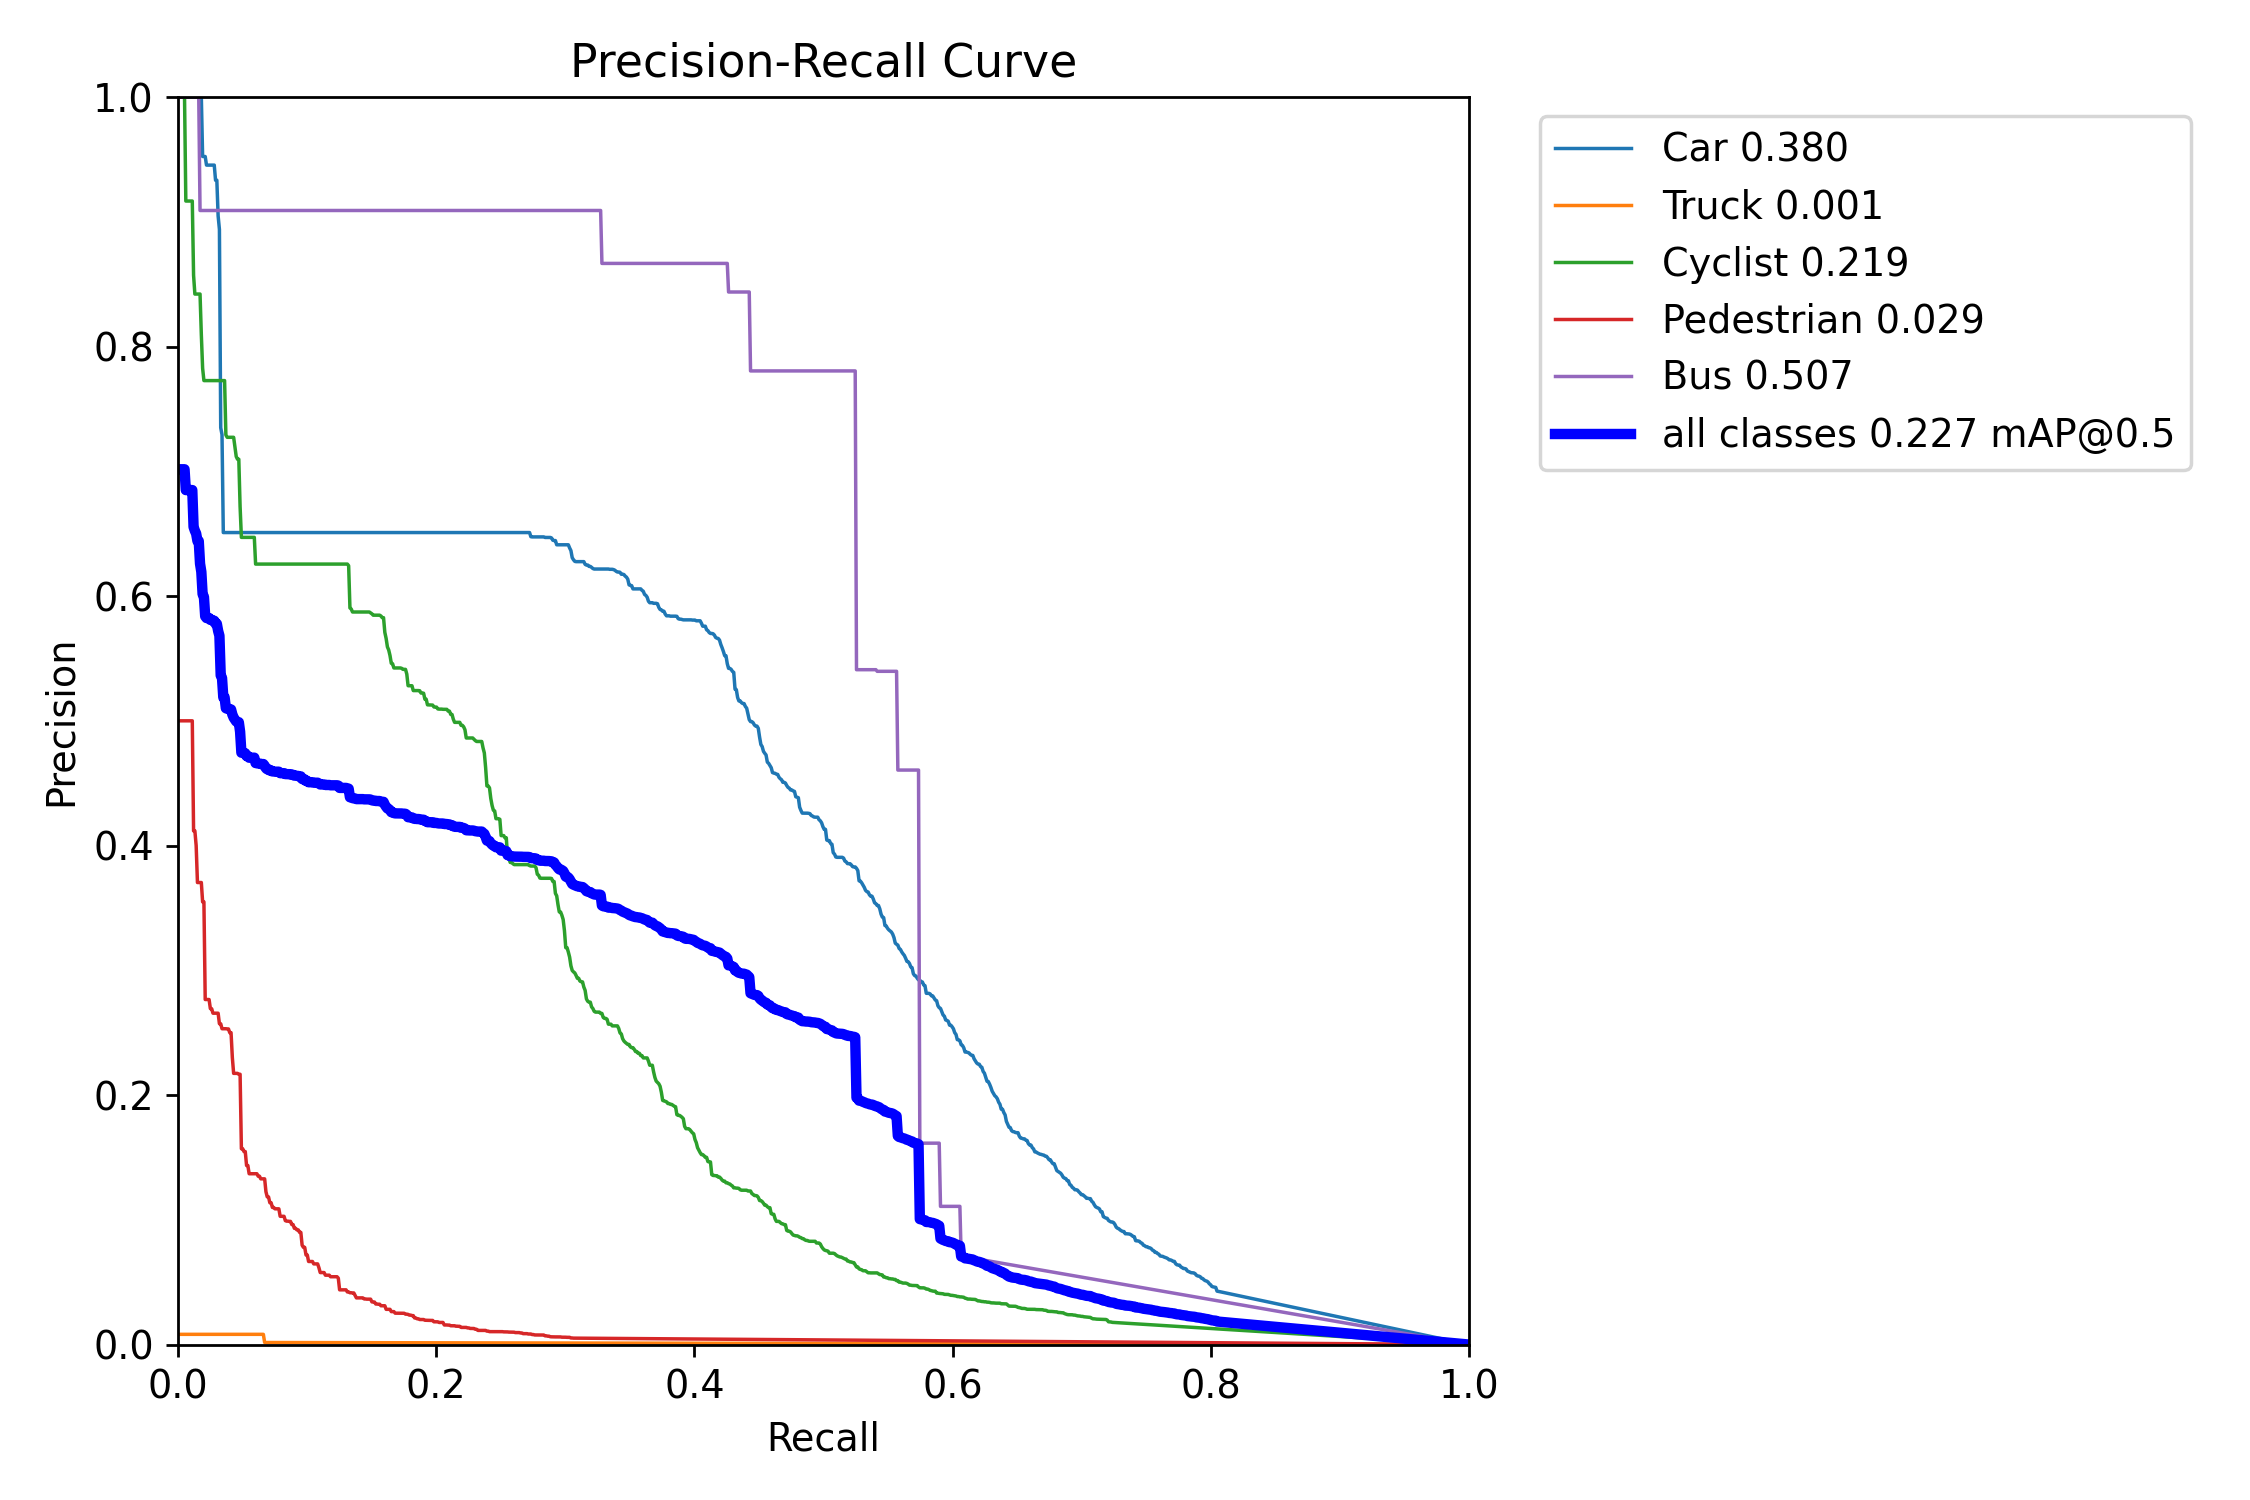 Precision-Recall Curve
1.0
0.8
0.6
0.4
0.2
0.0
Precision
0.0 0.2 0.4 0.6 0.8 1.0
Recall
Car 0.380
Truck 0.001
Cyclist 0.219
Pedestrian 0.029
Bus 0.507
all classes 0.227 mAP@0.5